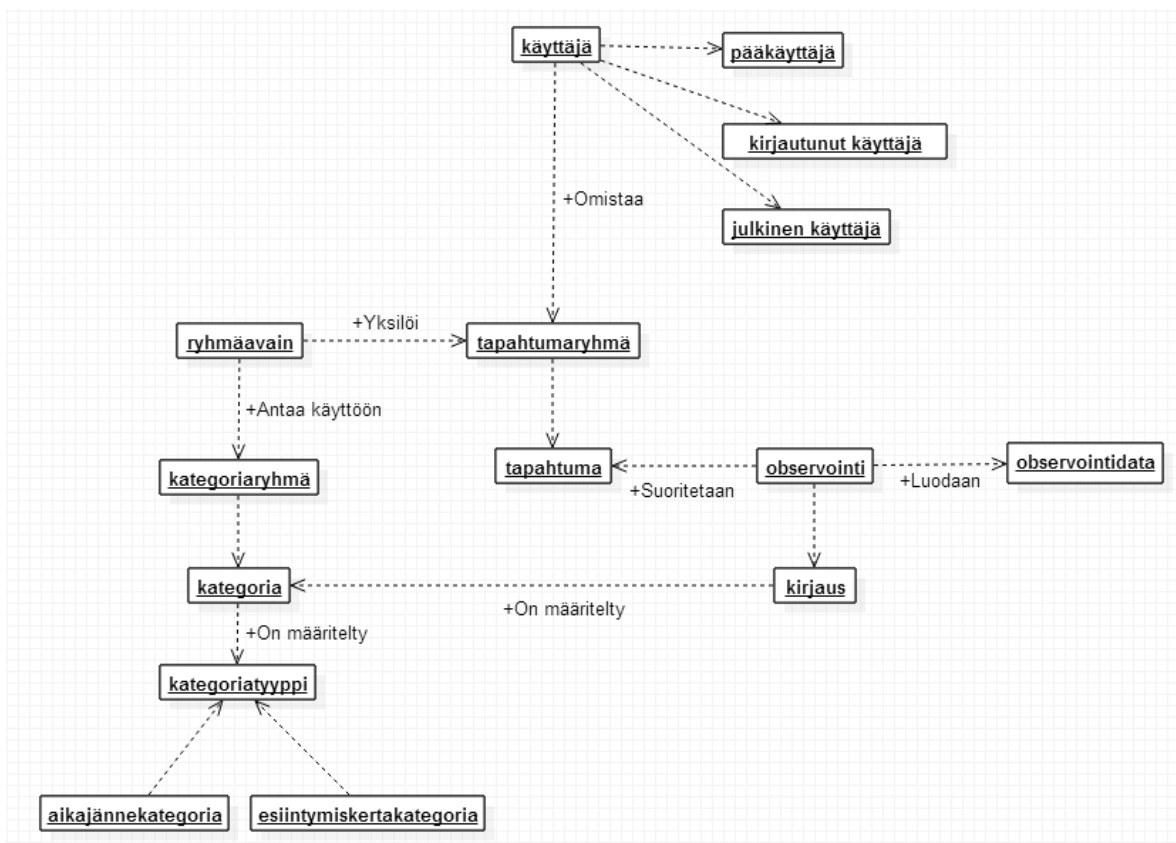 käyttäjä
pääkäyttäjä
kirjautunut käyttäjä
+Omistaa
julkinen käyttäjä
+Yksilöi
ryhmäavain
tapahtumaryhmä
+Antaa käyttöön
kategoriaryhmä
tapahtuma
observointi
observointidata
+Suoritetaan
+Luodaan
kategoria
kirjaus
+On määritelty
+On määritelty
kategoriatyyppi
aikajännekategoria
esiintymiskertakategoria